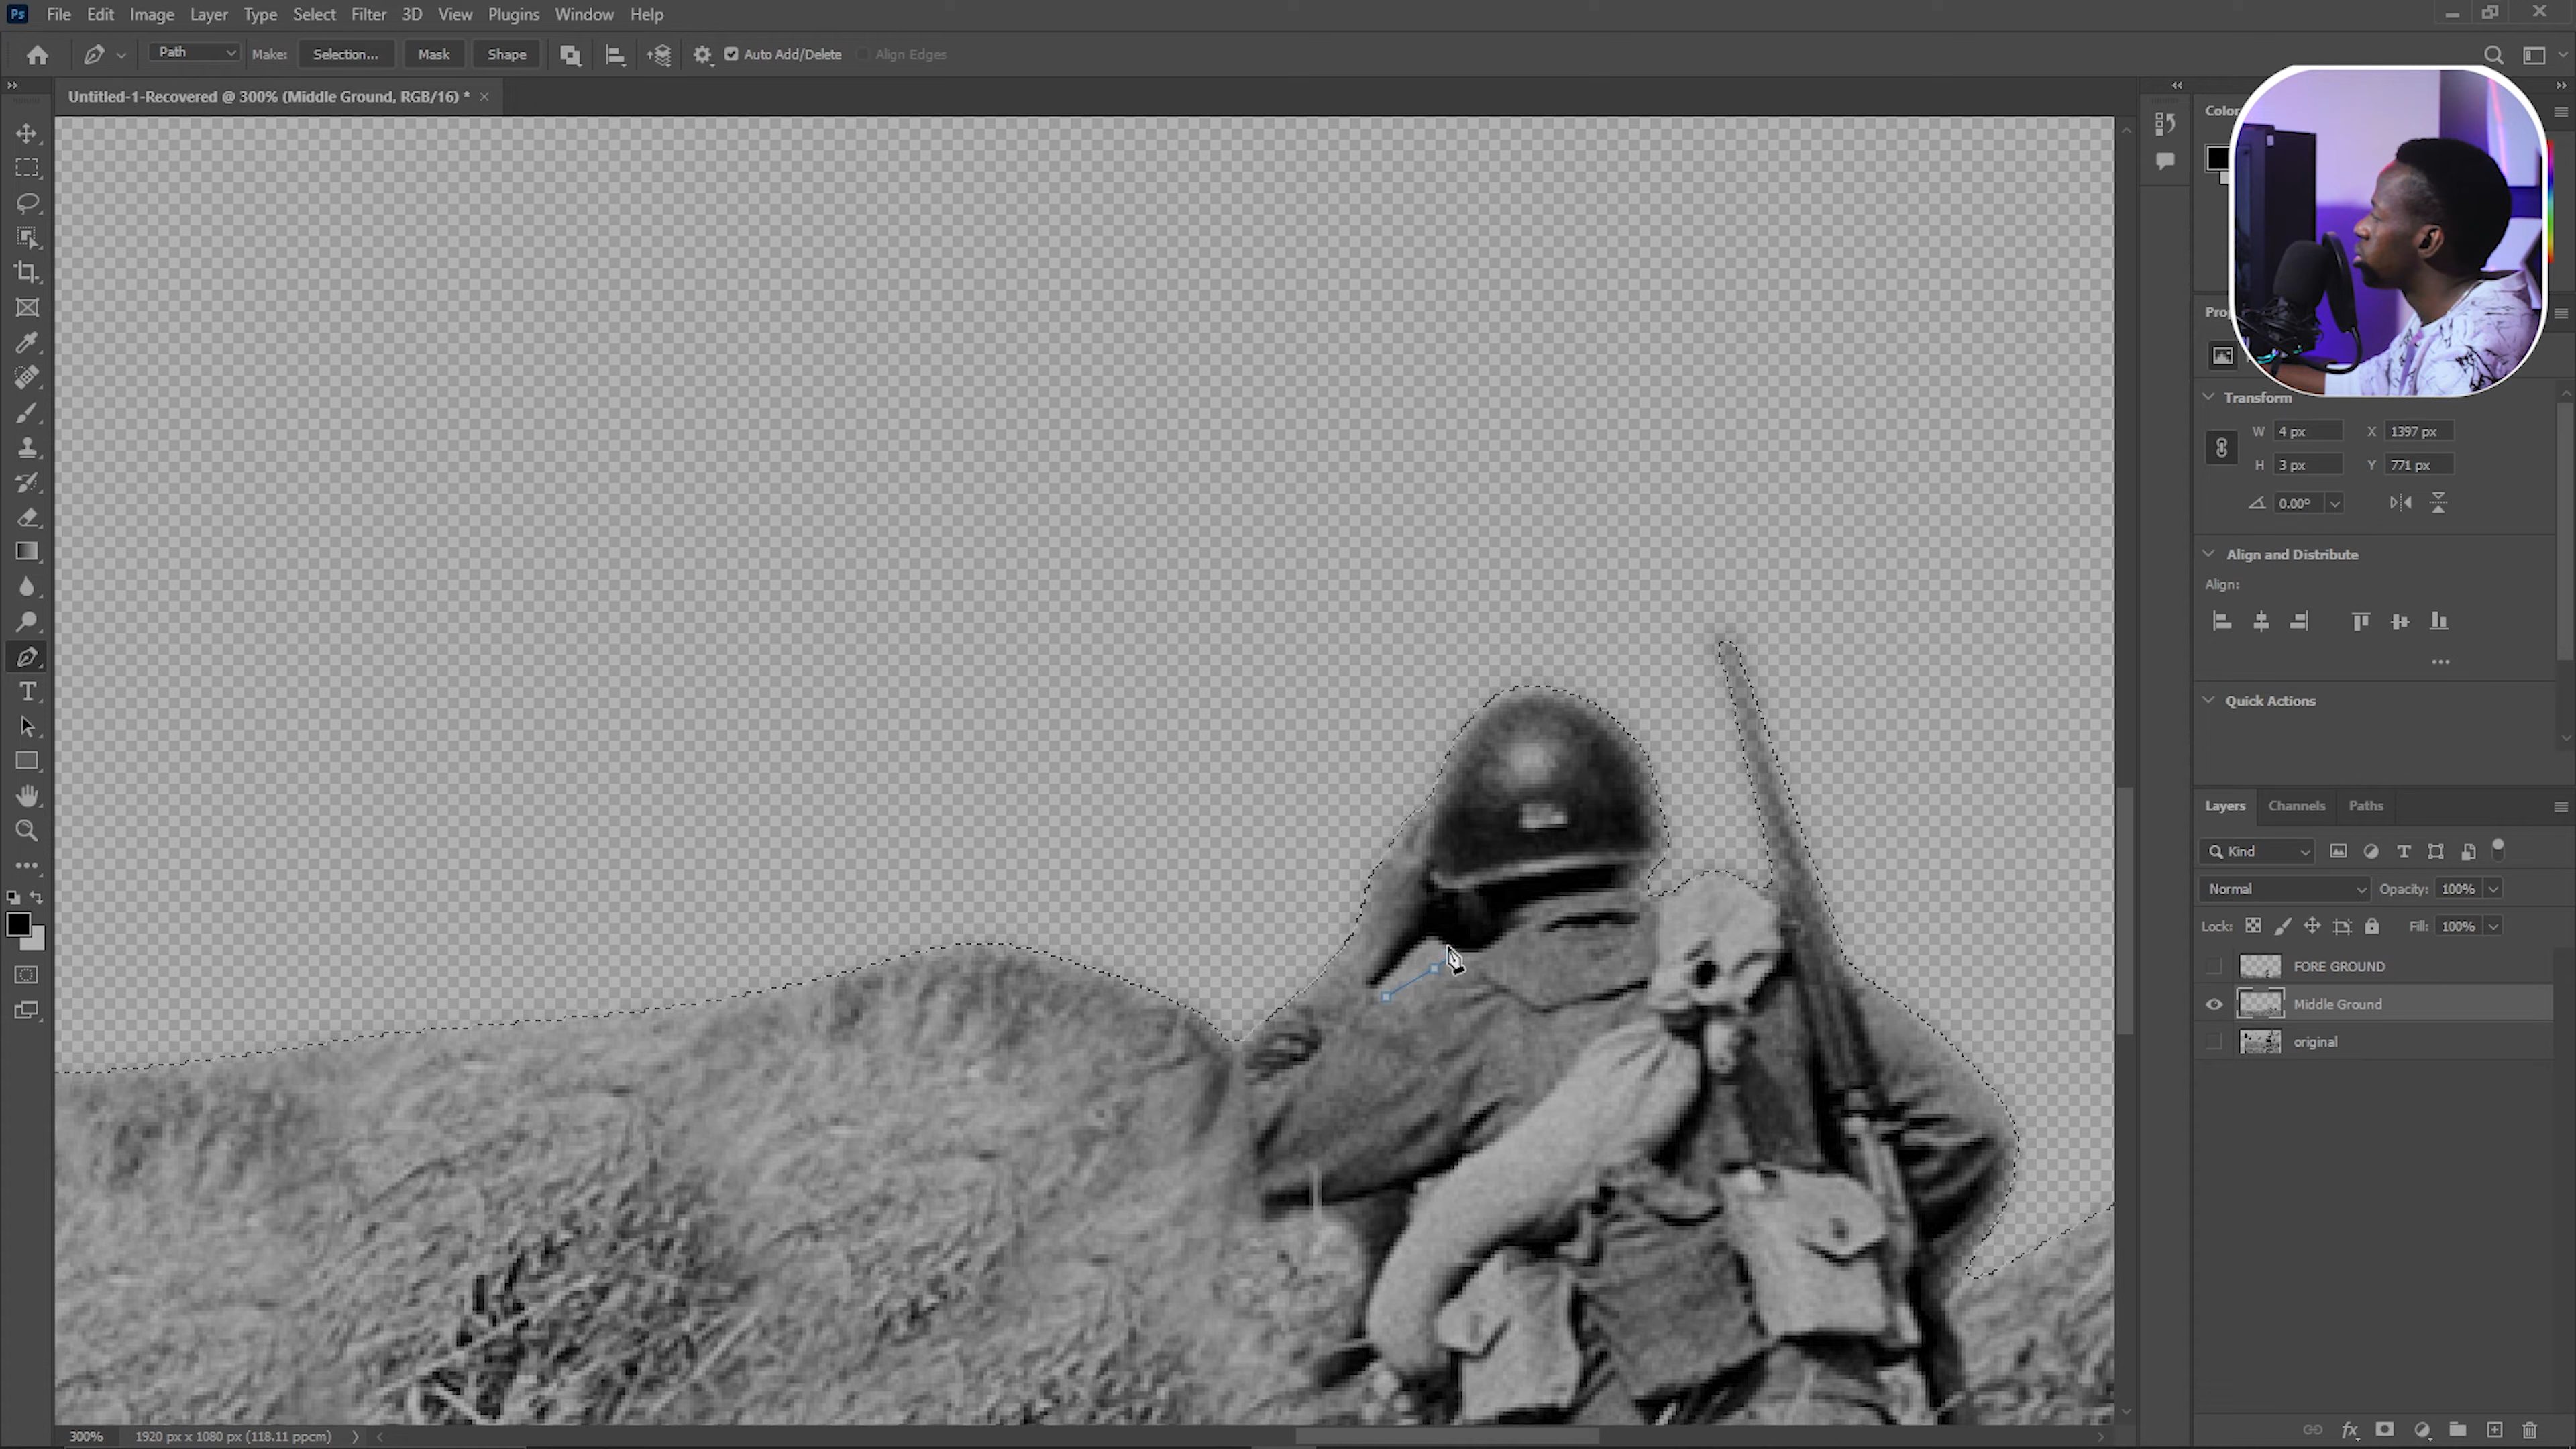 Ps File Edit Image Layer Type Select Filter 3D View Plugins Window Help
Path Make: Selection... Mask Shape Auto Add/Delete Align Edges
Untitled-1-Recovered @ 300% (Middle Ground, RGB/16) *
Color
Transform
W 4 px X 1397 px
H 3 px Y 771 px
0.00°
Align and Distribute
Align:
Quick Actions
Layers Channels Paths
Kind
Normal Opacity: 100%
Lock: Fill: 100%
FORE GROUND
Middle Ground
original
300% 1920 px x 1080 px (118.11 ppcm)